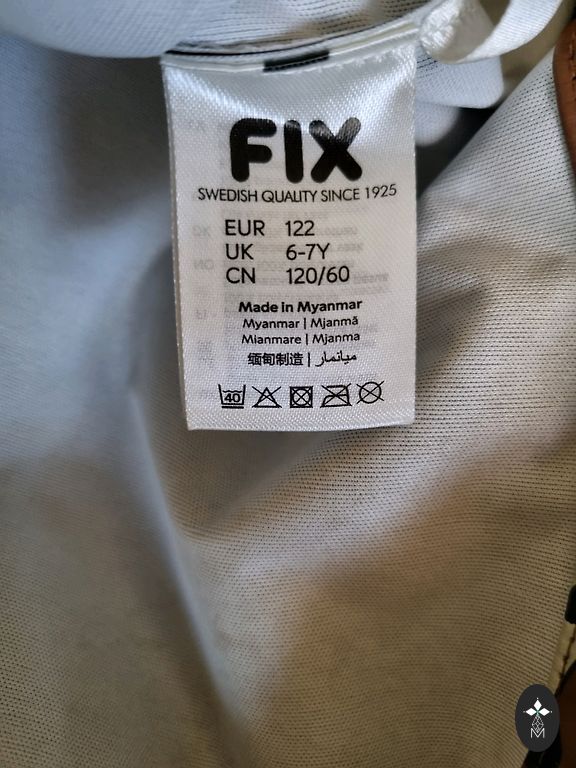 FIX
SWEDISH QUALITY SINCE 1925
EUR 122
UK 6-7Y
CN 120/60
Made in Myanmar
Myanmar | Mjanmā
Mianmare | Mjanma
缅甸制造 | ميانمار
40